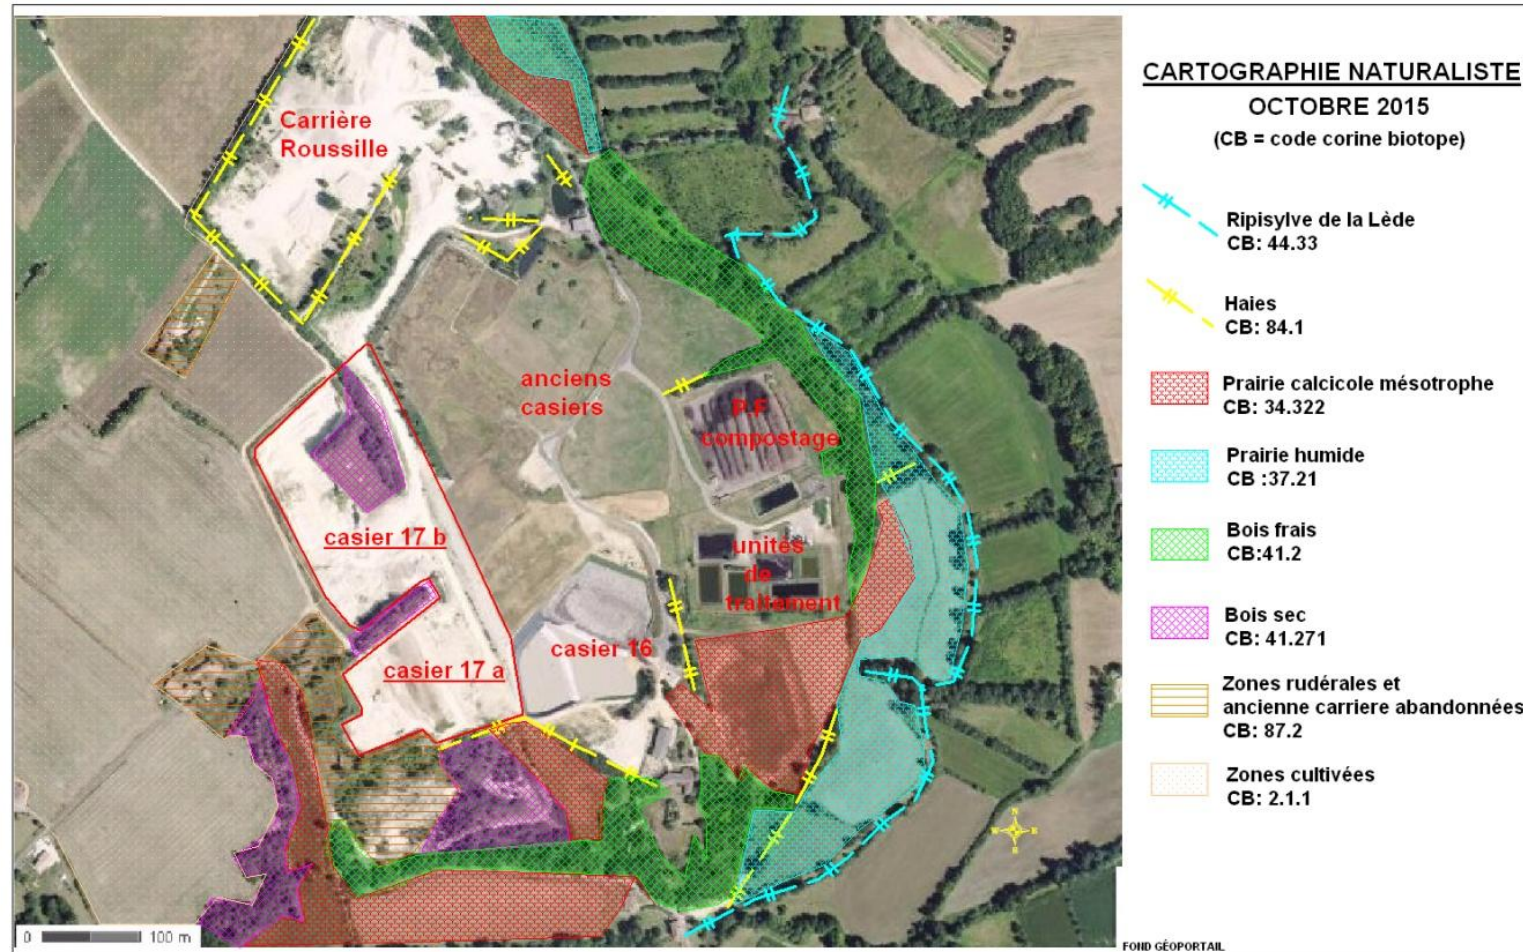 CARTOGRAPHIE NATURALISTE
OCTOBRE 2015
(CB = code corine biotope)
Ripisylve de la Lède
CB: 44.33
Haies
CB: 84.1
Prairie calcicole mésotrophe
CB: 34.322
Prairie humide
CB :37.21
Bois frais
CB:41.2
Bois sec
CB: 41.271
Zones rudérales et
ancienne carriere abandonnées
CB: 87.2
Zones cultivées
CB: 2.1.1
Carrière
Roussille
anciens
casiers
P.F
compostage
casier 17 b
unités
de
traitement
casier 16
casier 17 a
N
W E
S
0 100 m
FOND GÉOPORTAIL